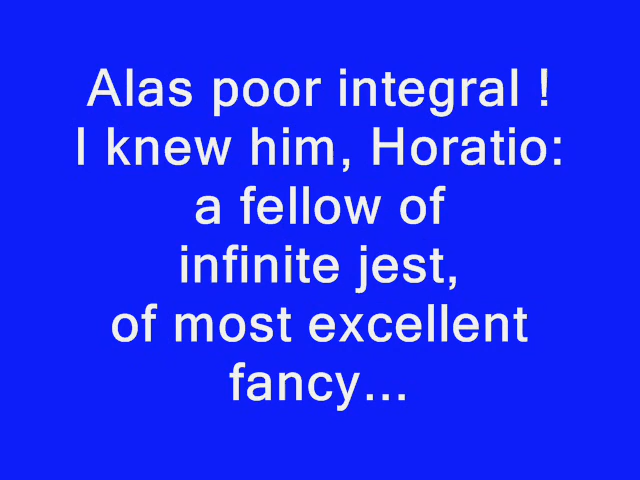 Alas poor integral !
I knew him, Horatio:
a fellow of
infinite jest,
of most excellent
fancy...